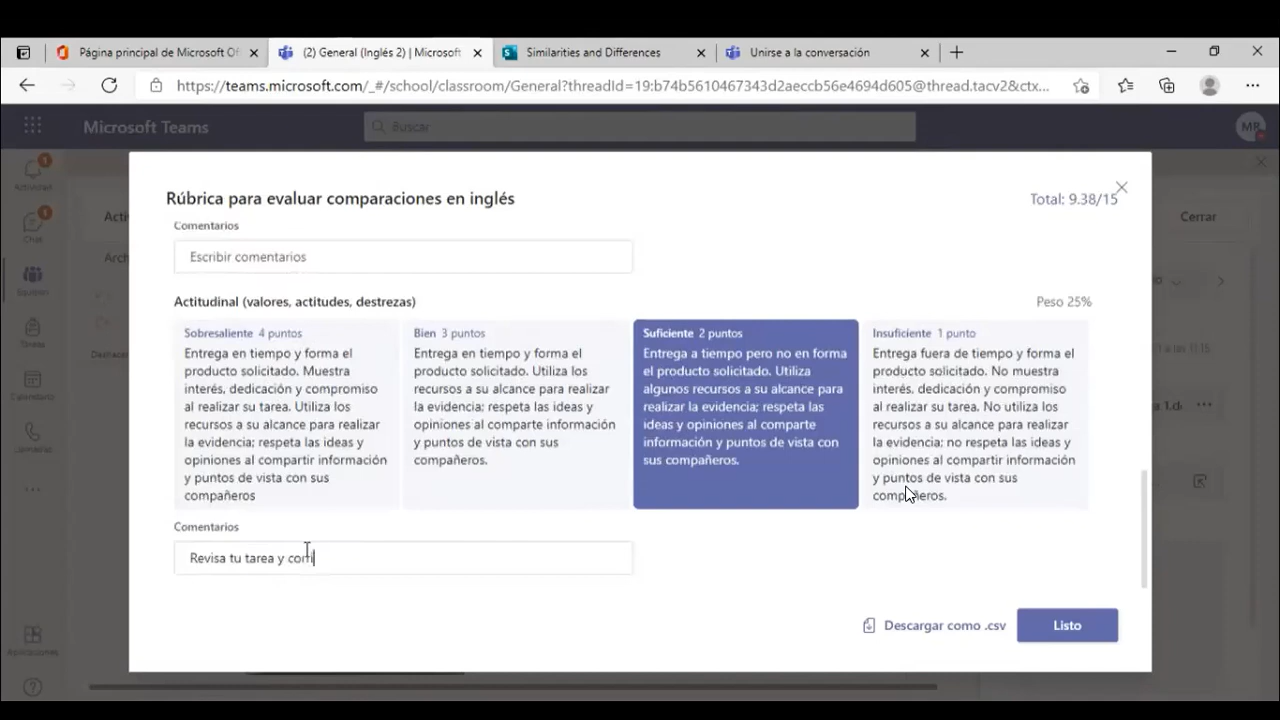 Página principal de Microsoft Of
(2) General (Inglés 2) | Microsoft
Similarities and Differences
Unirse a la conversación
https://teams.microsoft.com/_#/school/classroom/General?threadId=19:b74b5610467343d2aeccb56e4694d605@thread.tacv2&ctx...
Microsoft Teams
Buscar
MR
Actividad
Chat
Equipos
Tareas
Calendario
Llamadas
Aplicaciones
Cerrar
Rúbrica para evaluar comparaciones en inglés
Total: 9.38/15
Comentarios
Escribir comentarios
Actitudinal (valores, actitudes, destrezas)
Peso 25%
Sobresaliente 4 puntos
Entrega en tiempo y forma el
producto solicitado. Muestra
interés, dedicación y compromiso
al realizar su tarea. Utiliza los
recursos a su alcance para realizar
la evidencia; respeta las ideas y
opiniones al compartir información
y puntos de vista con sus
compañeros
Bien 3 puntos
Entrega en tiempo y forma el
producto solicitado. Utiliza los
recursos a su alcance para realizar
la evidencia; respeta las ideas y
opiniones al comparte información
y puntos de vista con sus
compañeros.
Suficiente 2 puntos
Entrega a tiempo pero no en forma
el producto solicitado. Utiliza
algunos recursos a su alcance para
realizar la evidencia; respeta las
ideas y opiniones al comparte
información y puntos de vista con
sus compañeros.
Insuficiente 1 punto
Entrega fuera de tiempo y forma el
producto solicitado. No muestra
interés, dedicación y compromiso
al realizar su tarea. No utiliza los
recursos a su alcance para realizar
la evidencia; no respeta las ideas y
opiniones al compartir información
y puntos de vista con sus
compañeros.
Comentarios
Revisa tu tarea y corri
Descargar como .csv
Listo